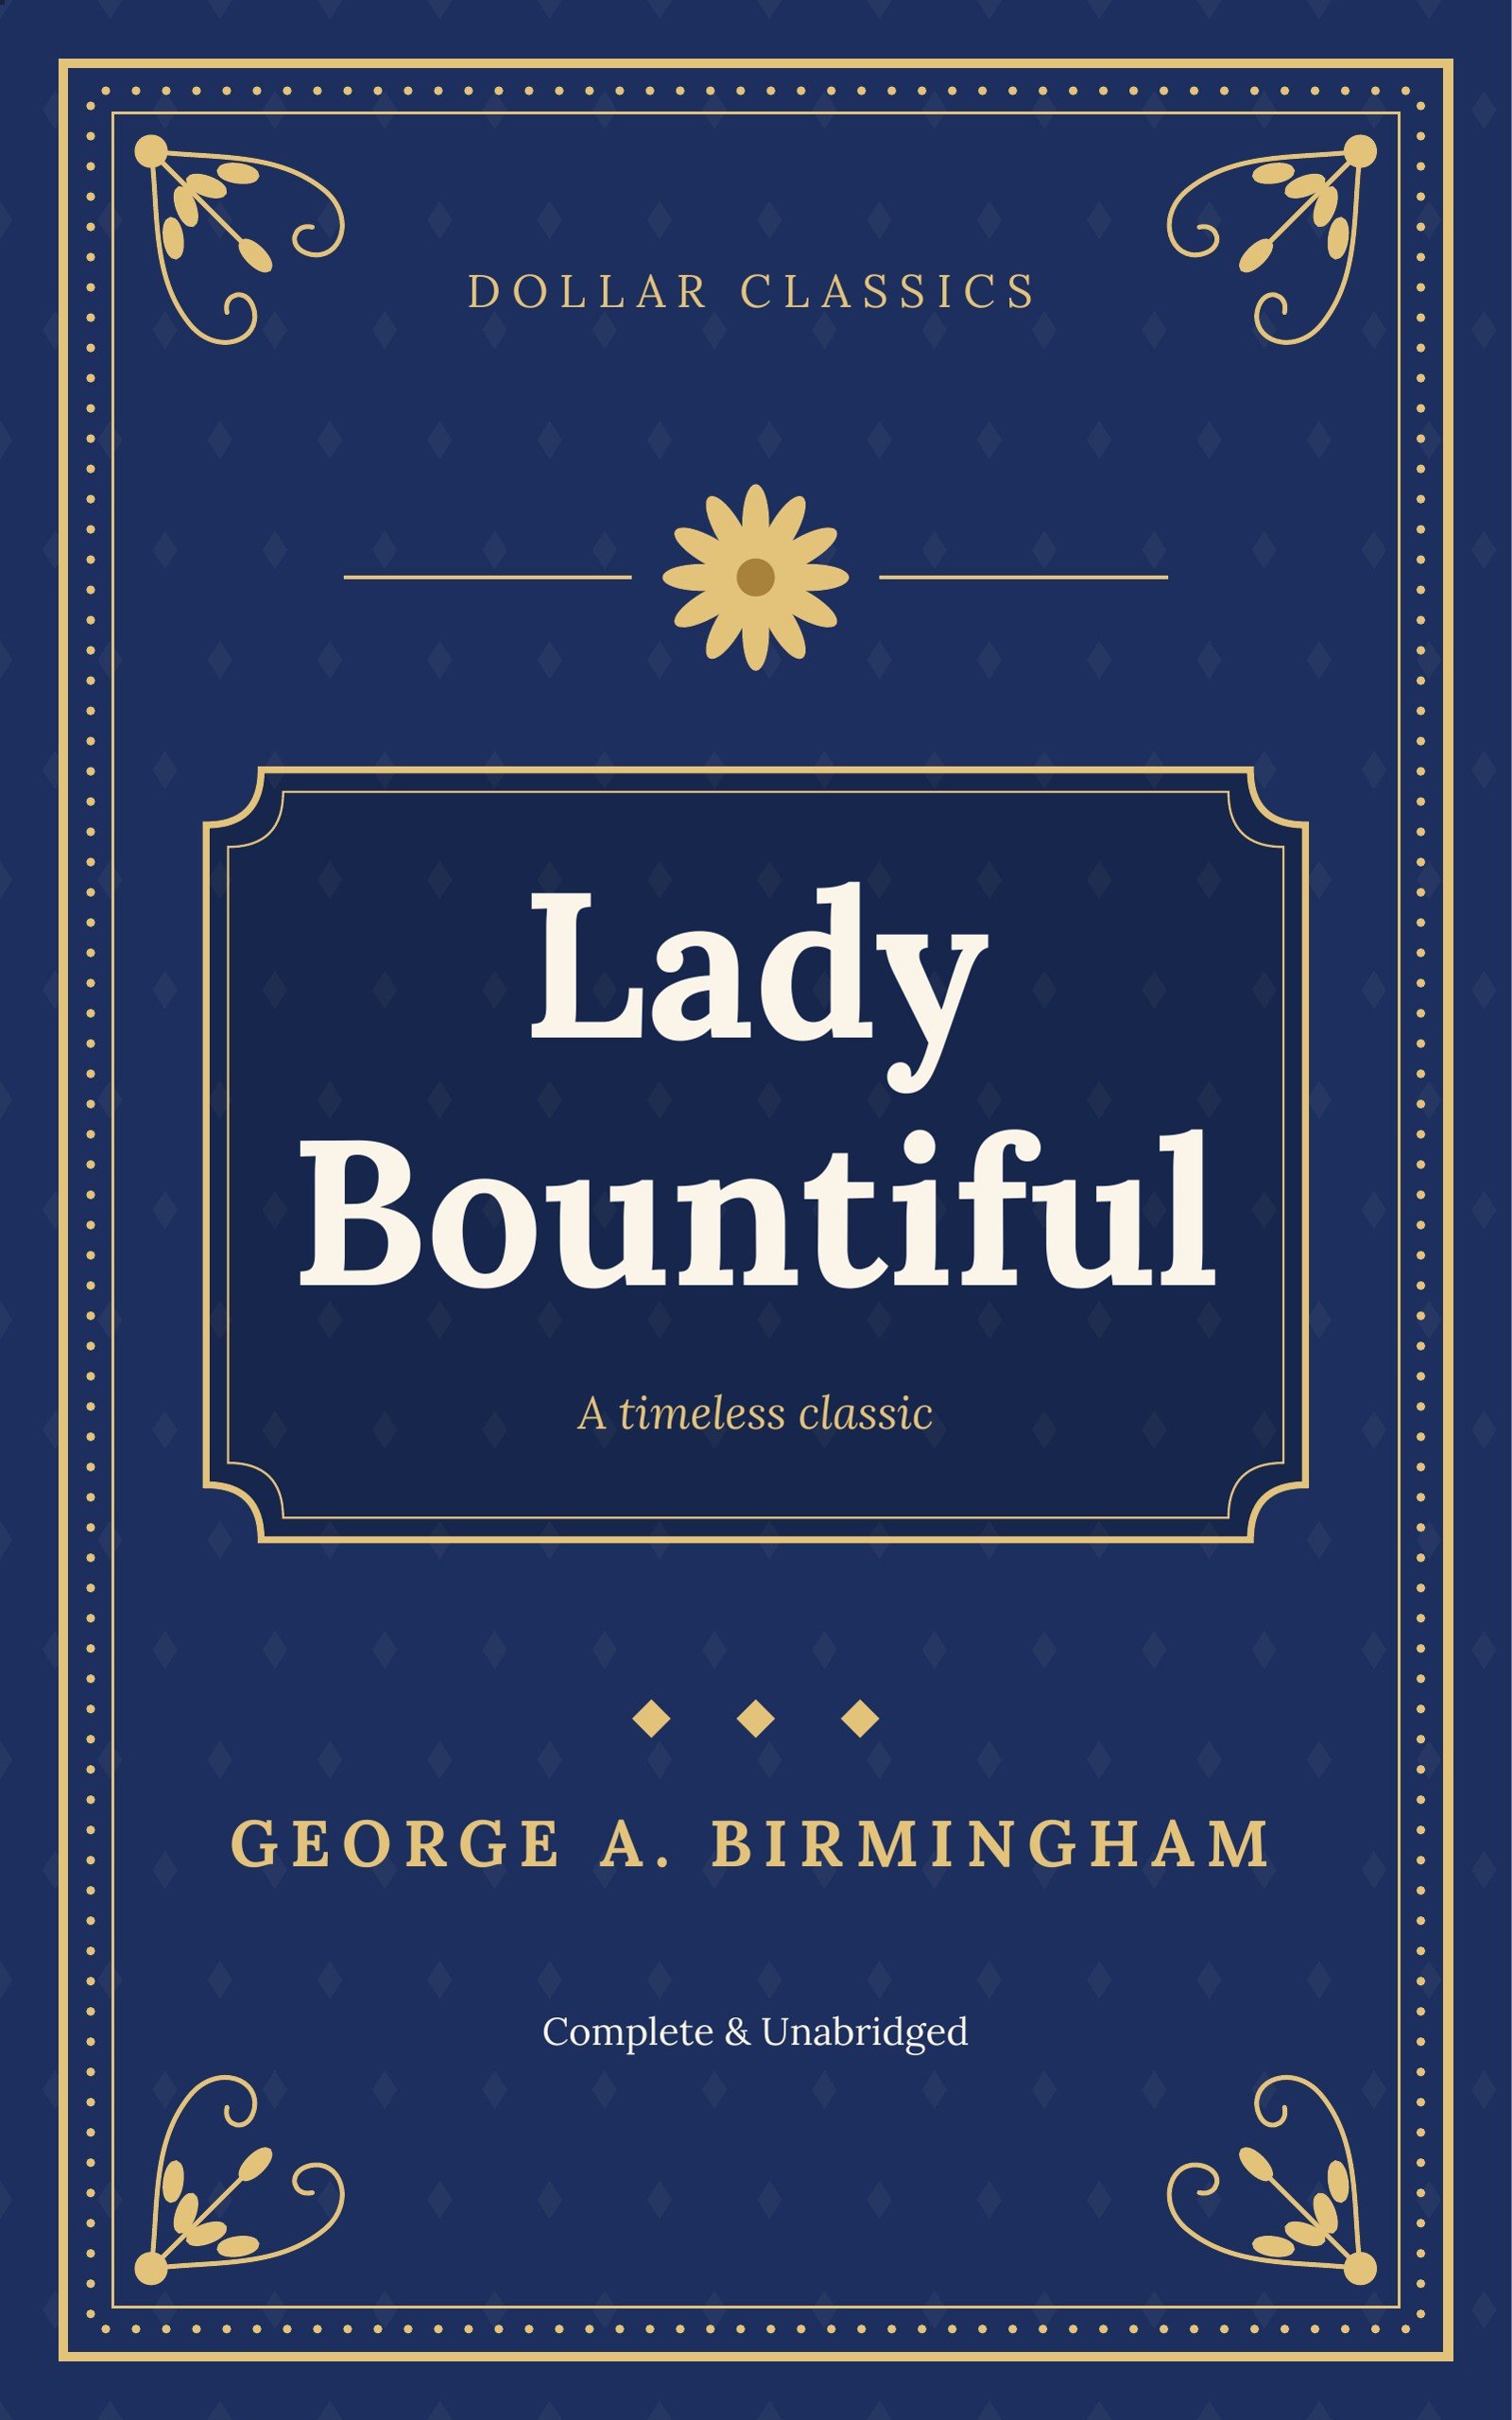 DOLLAR CLASSICS
Lady
Bountiful
A timeless classic
GEORGE A. BIRMINGHAM
Complete & Unabridged